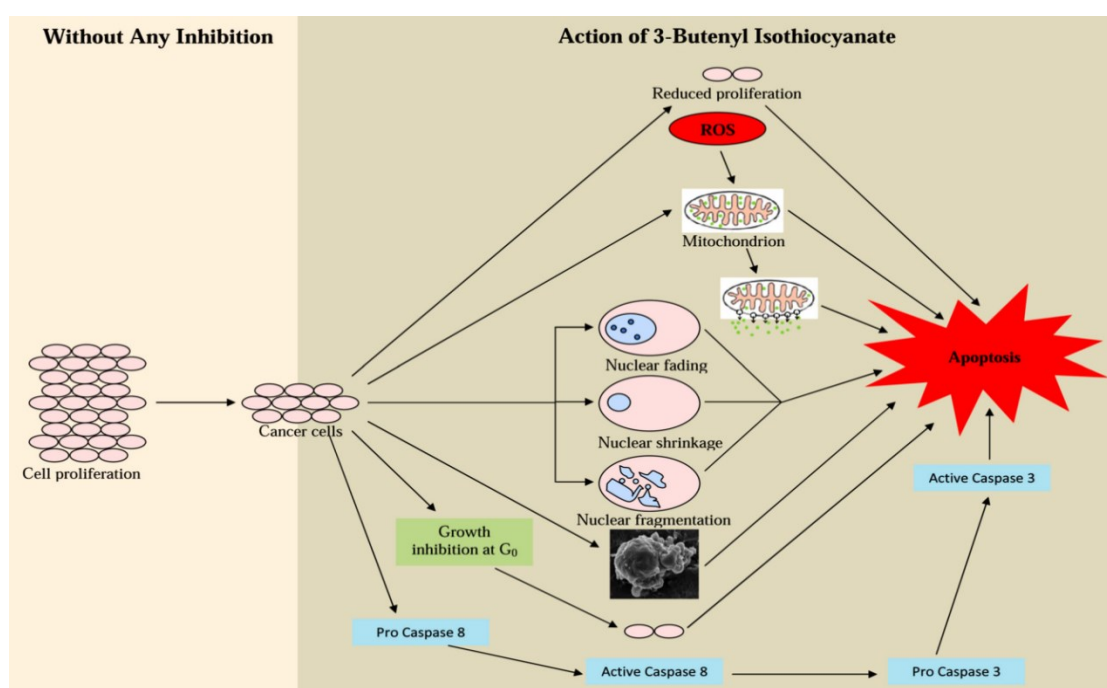 Without Any Inhibition
Action of 3-Butenyl Isothiocyanate
Reduced proliferation
ROS
Mitochondrion
Nuclear fading
Apoptosis
Cancer cells
Nuclear shrinkage
Cell proliferation
Active Caspase 3
Nuclear fragmentation
Growth
inhibition at G₀
Pro Caspase 8
Active Caspase 8
Pro Caspase 3